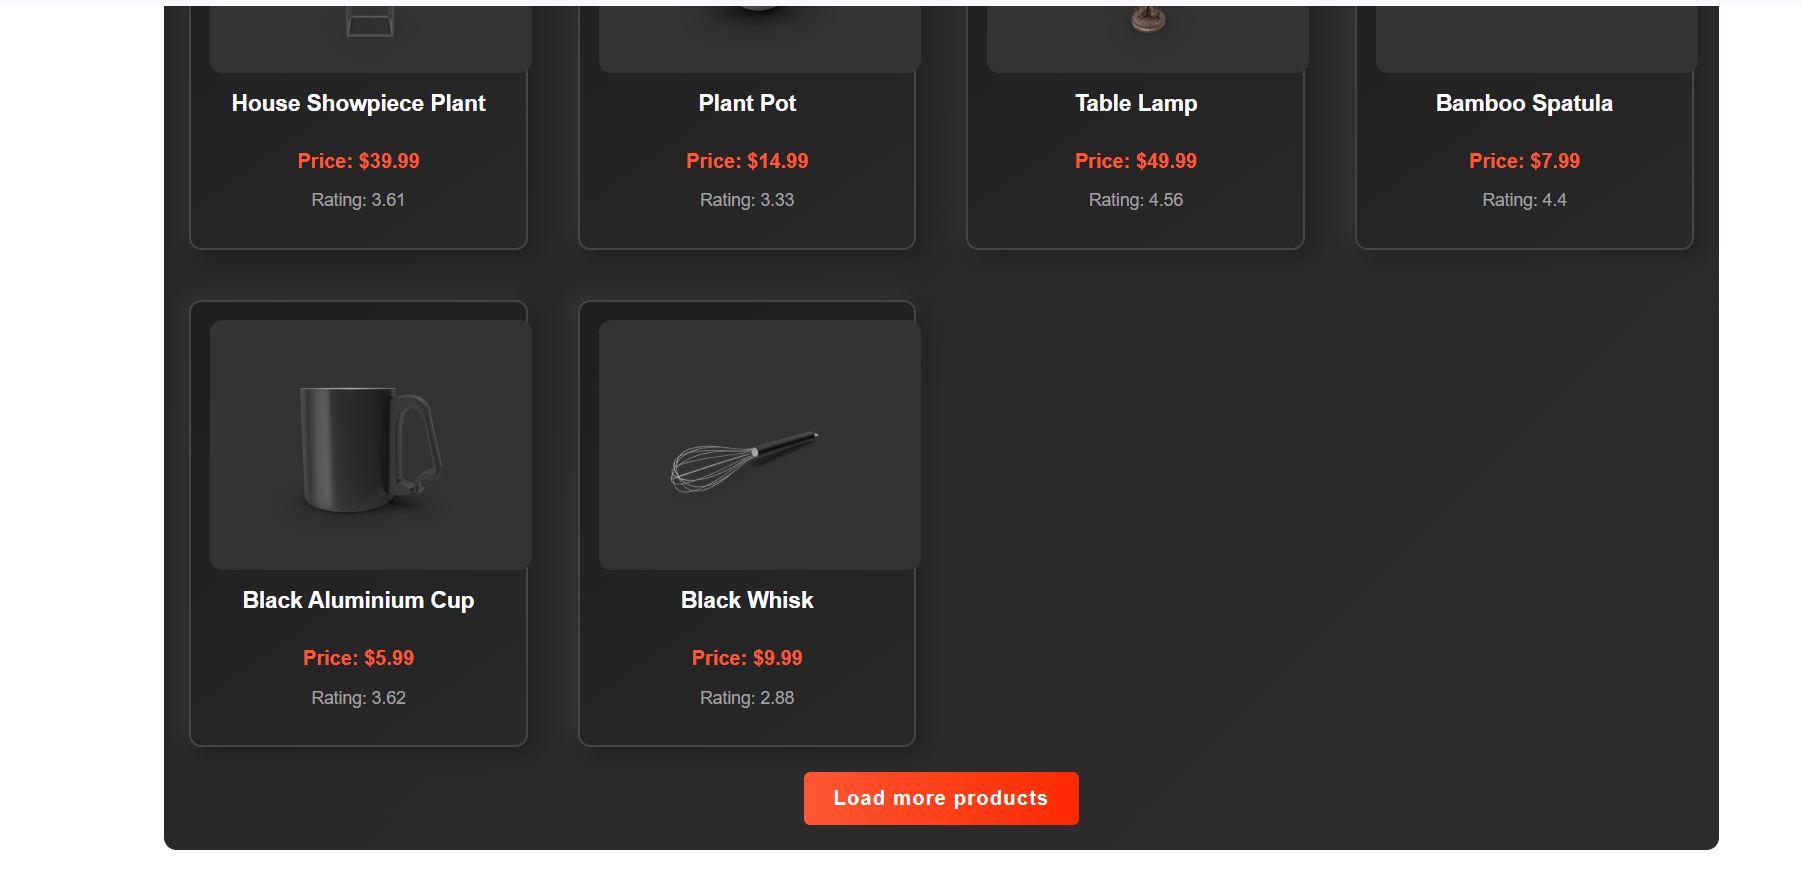 House Showpiece Plant
Price: $39.99
Rating: 3.61
Plant Pot
Price: $14.99
Rating: 3.33
Table Lamp
Price: $49.99
Rating: 4.56
Bamboo Spatula
Price: $7.99
Rating: 4.4
Black Aluminium Cup
Price: $5.99
Rating: 3.62
Black Whisk
Price: $9.99
Rating: 2.88
Load more products